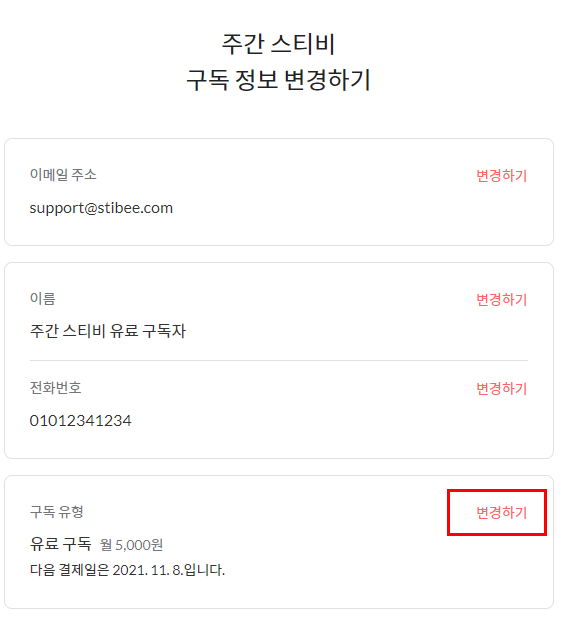 주간 스티비
구독 정보 변경하기
이메일 주소
변경하기
support@stibee.com
이름
변경하기
주간 스티비 유료 구독자
전화번호
변경하기
01012341234
구독 유형
변경하기
유료 구독 월 5,000원
다음 결제일은 2021. 11. 8.입니다.